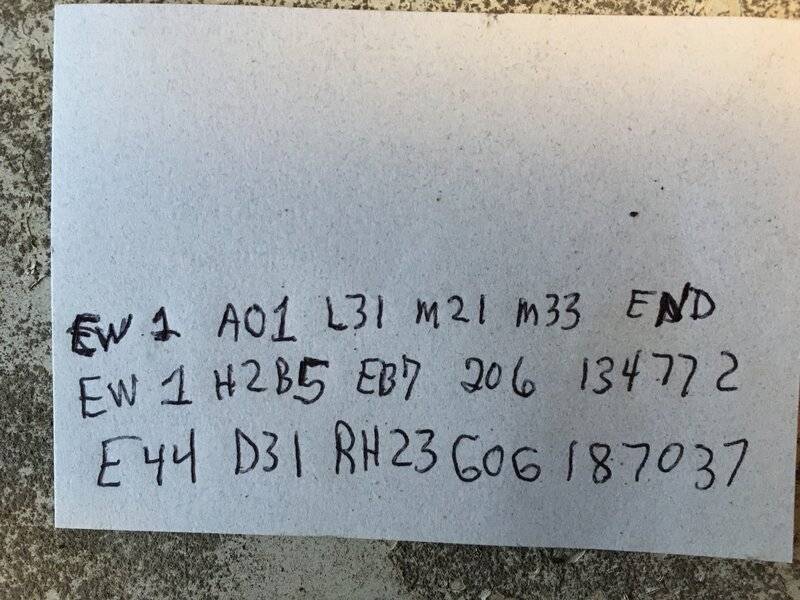 EW 1 A01 L31 m21 m33 END
EW 1 H2B5 EB7 206 134772
E44 D31 RH23 606 187037